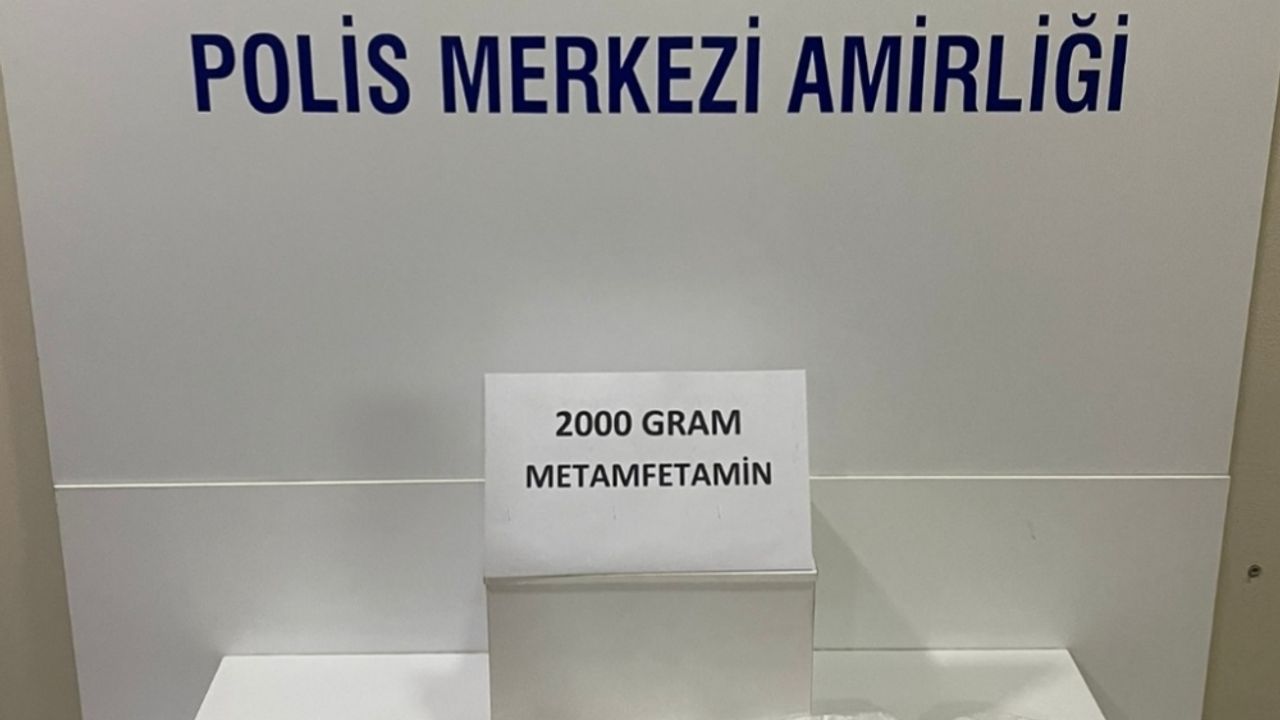 POLİS MERKEZİ AMİRLİĞİ
2000 GRAM
METAMFETAMİN